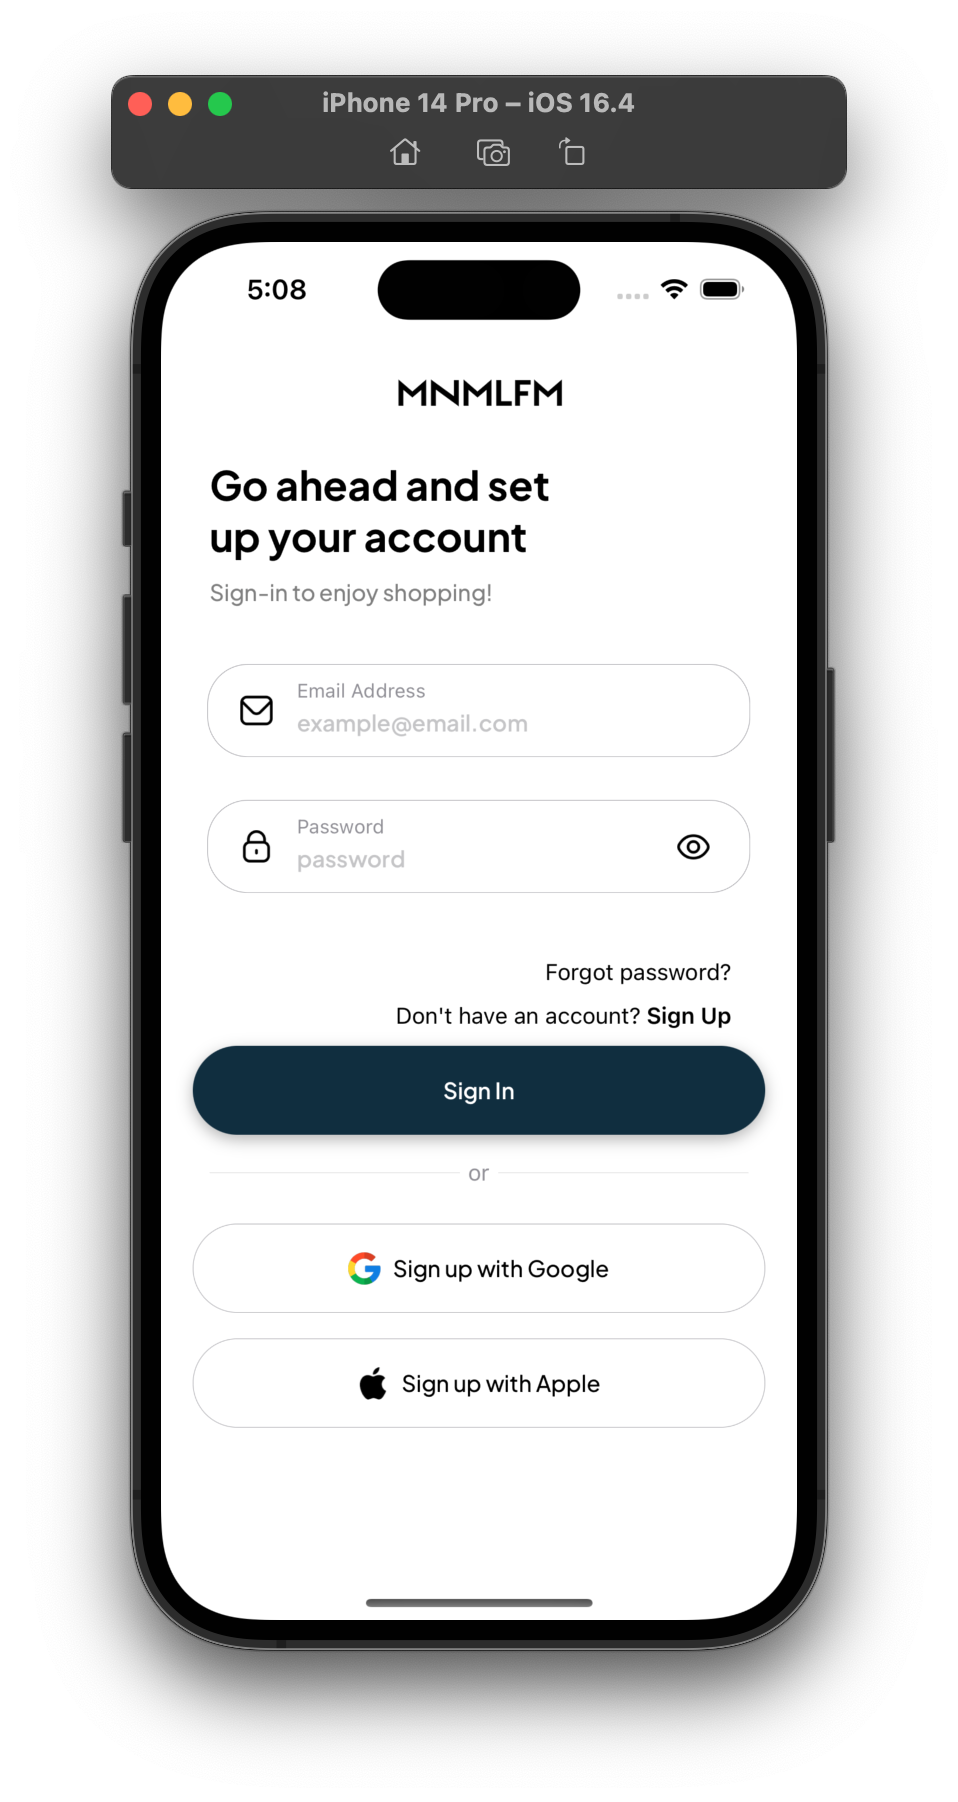 iPhone 14 Pro – iOS 16.4
5:08
MNMLFM
Go ahead and set
up your account
Sign-in to enjoy shopping!
Email Address
example@email.com
Password
password
Forgot password?
Don't have an account? Sign Up
Sign In
or
Sign up with Google
Sign up with Apple